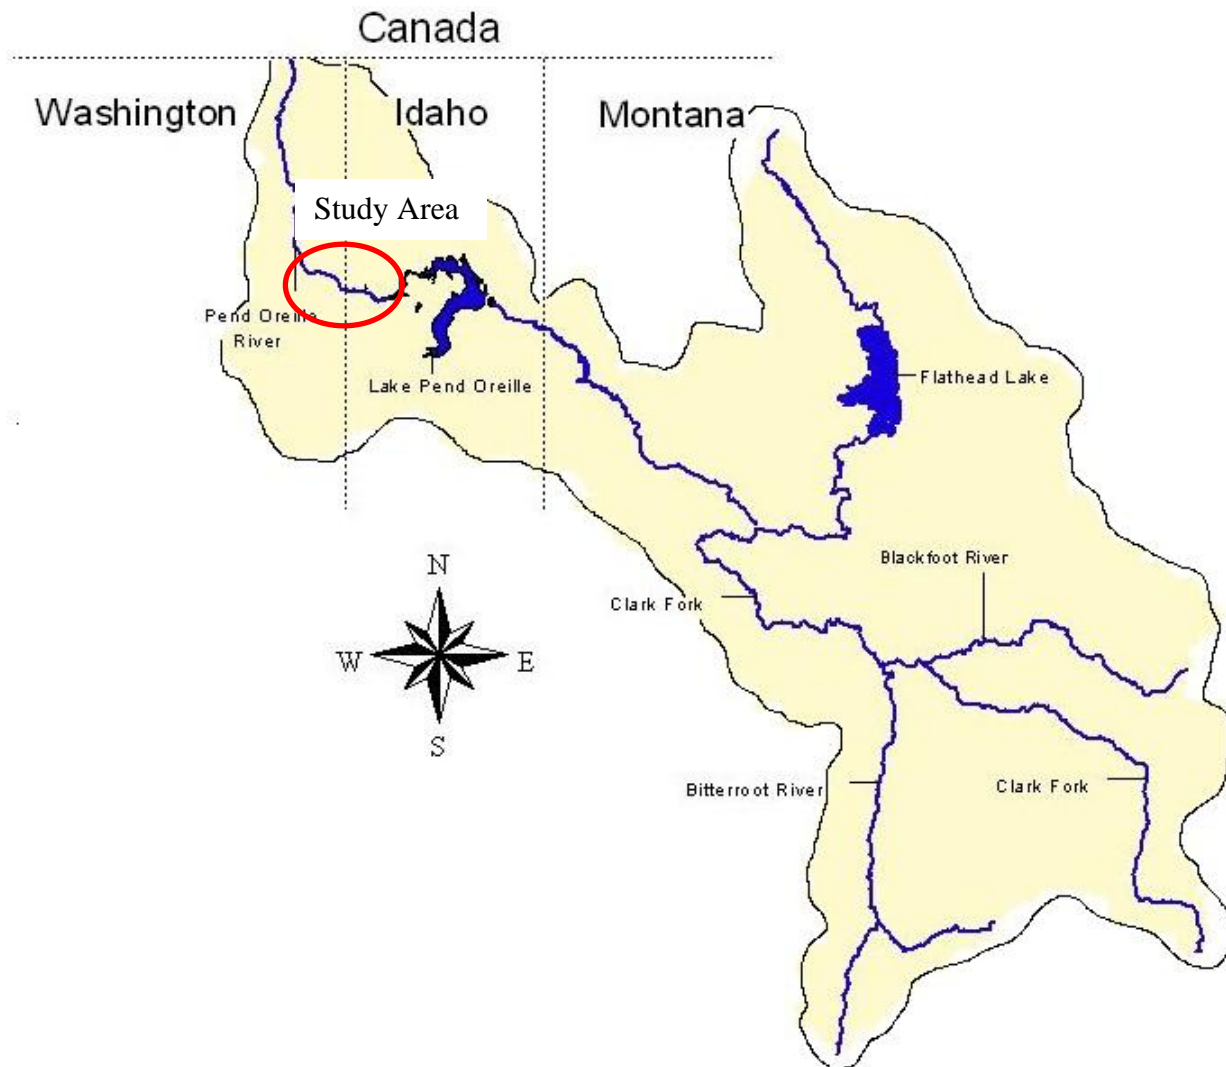 Canada
Washington
Idaho
Montana
Study Area
Pend Oreille
River
Lake Pend Oreille
Flathead Lake
Blackfoot River
Clark Fork
N
W
E
S
Bitterroot River
Clark Fork